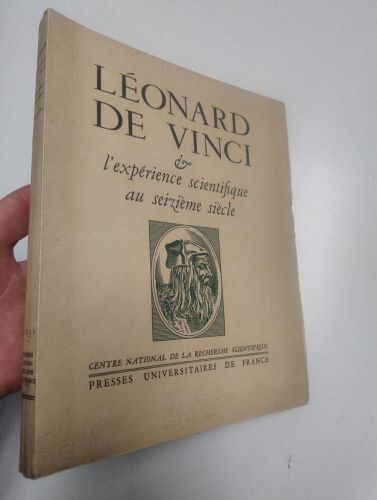 LÉONARD
DE VINCI
&
l'expérience scientifique
au seizième siècle
CENTRE NATIONAL DE LA RECHERCHE SCIENTIFIQUE
PRESSES UNIVERSITAIRES DE FRANCE